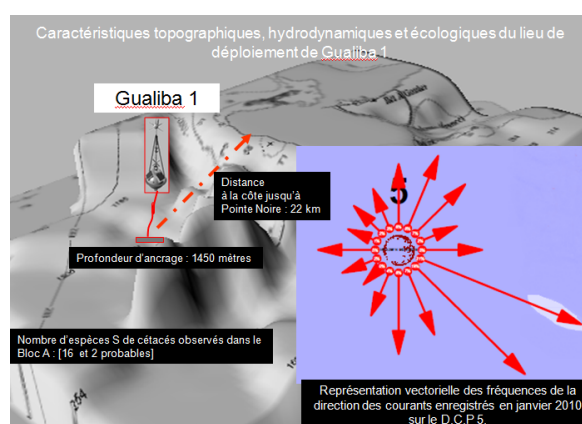 Caractéristiques topographiques, hydrodynamiques et écologiques du lieu de
déploiement de Gualiba 1
Gualiba 1
5
Distance
à la côte jusqu'à
Pointe Noire : 22 km
Profondeur d'ancrage : 1450 mètres
Nombre d'espèces S de cétacés observés dans le
Bloc A : [16 et 2 probables]
Représentation vectorielle des fréquences de la
direction des courants enregistrés en janvier 2010
sur le D.C.P 5.